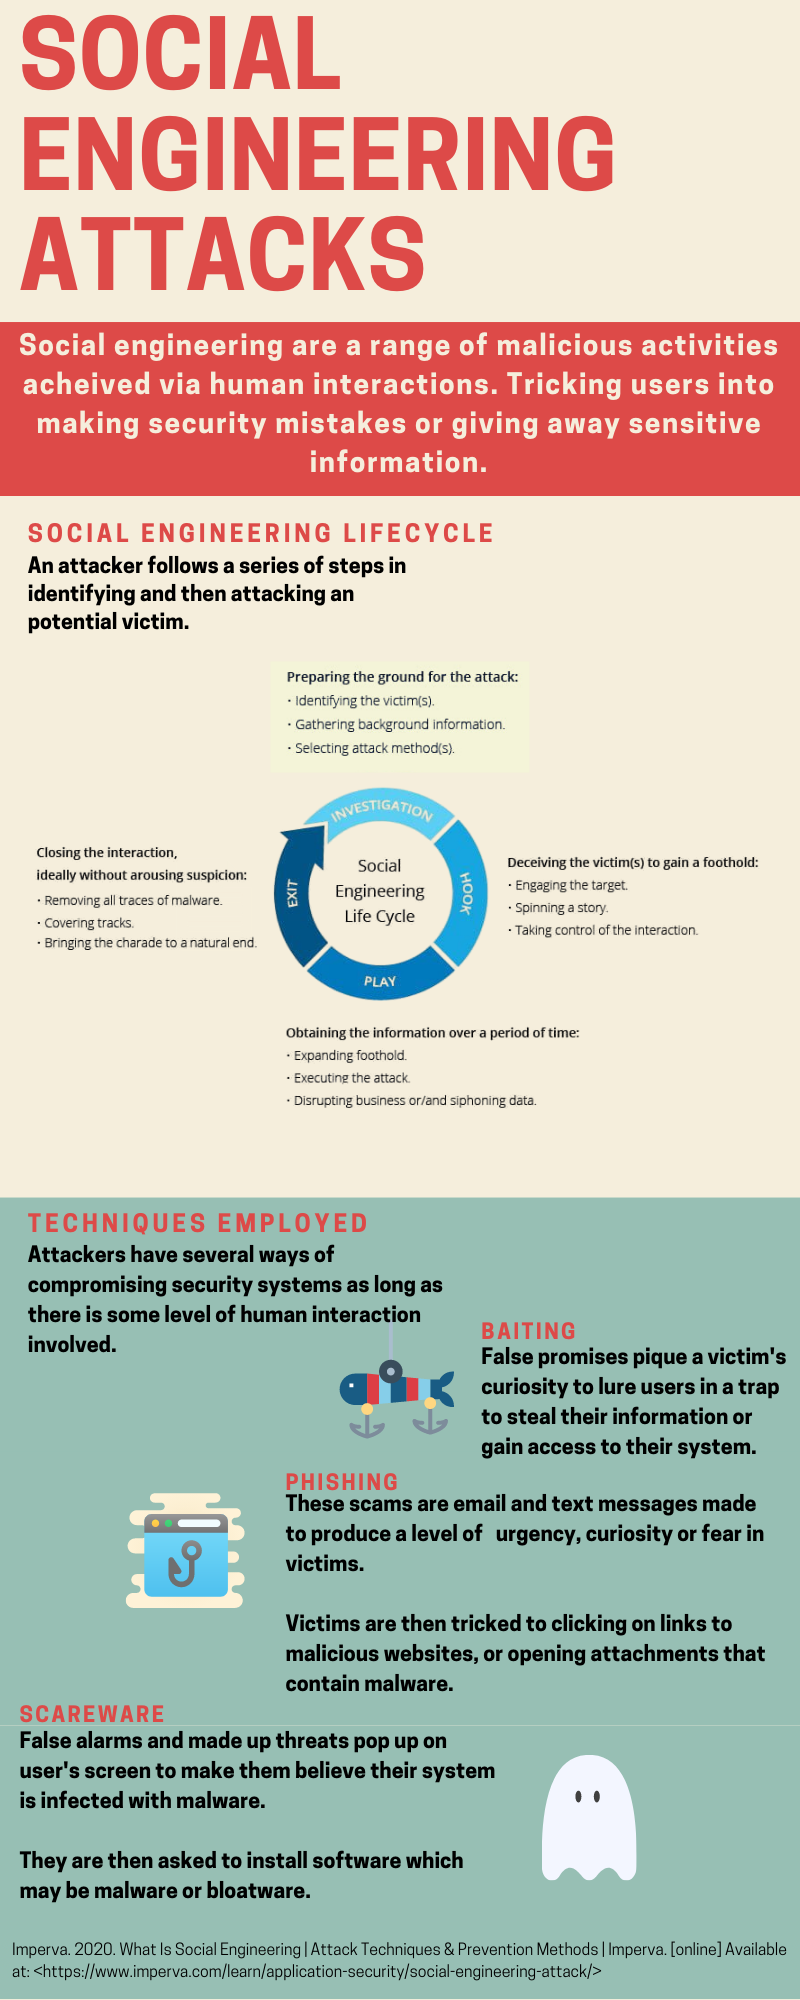 SOCIAL
ENGINEERING
ATTACKS
Social engineering are a range of malicious activities
acheived via human interactions. Tricking users into
making security mistakes or giving away sensitive
information.
SOCIAL ENGINEERING LIFECYCLE
An attacker follows a series of steps in
identifying and then attacking an
potential victim.
Preparing the ground for the attack:
· Identifying the victim(s).
· Gathering background information.
· Selecting attack method(s).
INVESTIGATION
HOOK
PLAY
EXIT
Social
Engineering
Life Cycle
Closing the interaction,
ideally without arousing suspicion:
· Removing all traces of malware.
· Covering tracks.
· Bringing the charade to a natural end.
Deceiving the victim(s) to gain a foothold:
· Engaging the target.
· Spinning a story.
· Taking control of the interaction.
Obtaining the information over a period of time:
· Expanding foothold.
· Executing the attack.
· Disrupting business or/and siphoning data.
TECHNIQUES EMPLOYED
Attackers have several ways of
compromising security systems as long as
there is some level of human interaction
involved.
BAITING
False promises pique a victim's
curiosity to lure users in a trap
to steal their information or
gain access to their system.
PHISHING
These scams are email and text messages made
to produce a level of urgency, curiosity or fear in
victims.
Victims are then tricked to clicking on links to
malicious websites, or opening attachments that
contain malware.
SCAREWARE
False alarms and made up threats pop up on
user's screen to make them believe their system
is infected with malware.
They are then asked to install software which
may be malware or bloatware.
Imperva. 2020. What Is Social Engineering | Attack Techniques & Prevention Methods | Imperva. [online] Available
at: <https://www.imperva.com/learn/application-security/social-engineering-attack/>